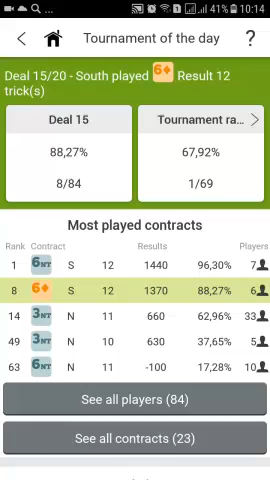 Q... 41% 10:14
Tournament of the day ?
Deal 15/20 - South played 6♦ Result 12
trick(s)
Deal 15
88,27%
8/84
Tournament ra...
67,92%
1/69
Most played contracts
Rank Contract Results Players
1 6NT S 12 1440 96,30% 7
8 6♦ S 12 1370 88,27% 6
14 3NT N 11 660 62,96% 33
49 3NT N 10 630 37,65% 5
63 6NT N 11 -100 17,28% 10
See all players (84)
See all contracts (23)